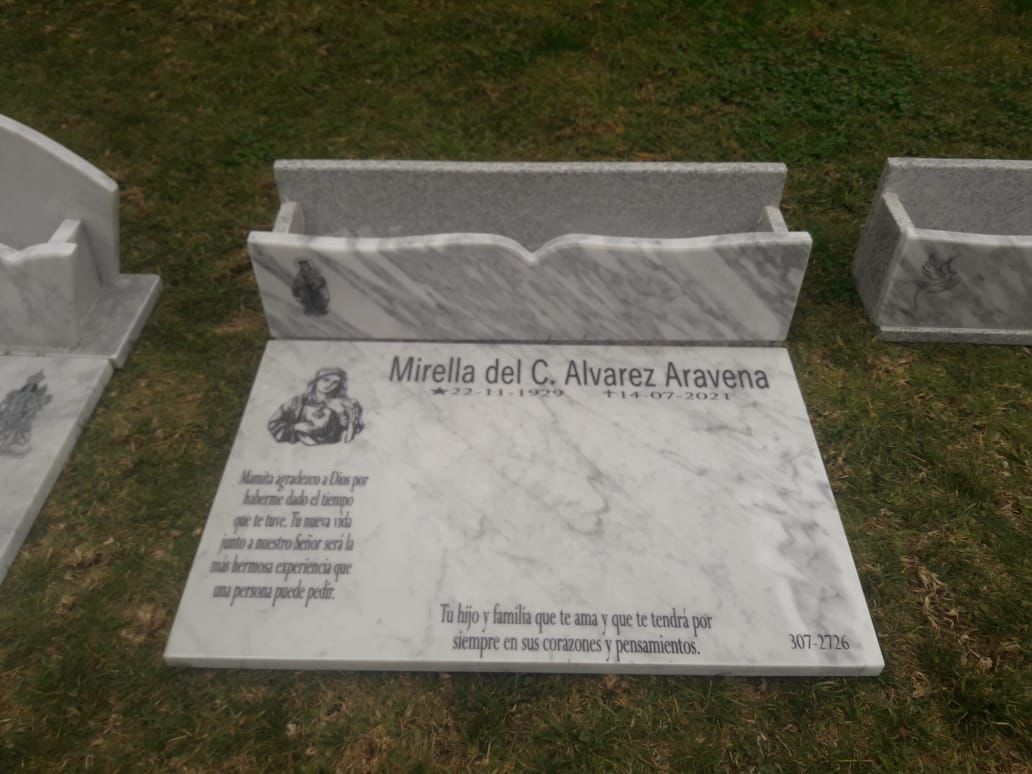 Mirella del C. Alvarez Aravena
★22-11-1929 ✝14-07-2021
Mamita agradezco a Dios por
haberme dado el tiempo
que te tuve. Tu nueva vida
junto a nuestro Señor será la
más hermosa experiencia que
una persona puede pedir.
Tu hijo y familia que te ama y que te tendrá por
siempre en sus corazones y pensamientos.
307-2726